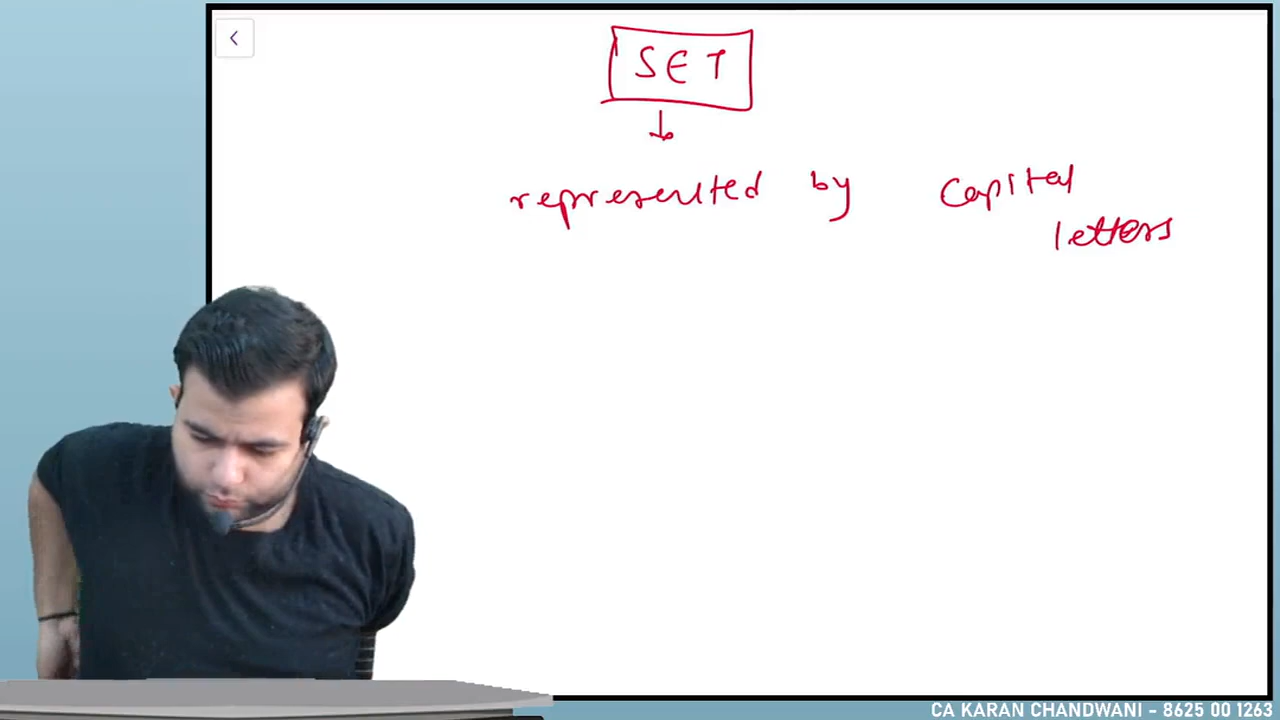 SET
represented by Capital
letters
CA KARAN CHANDWANI - 8625 00 1263